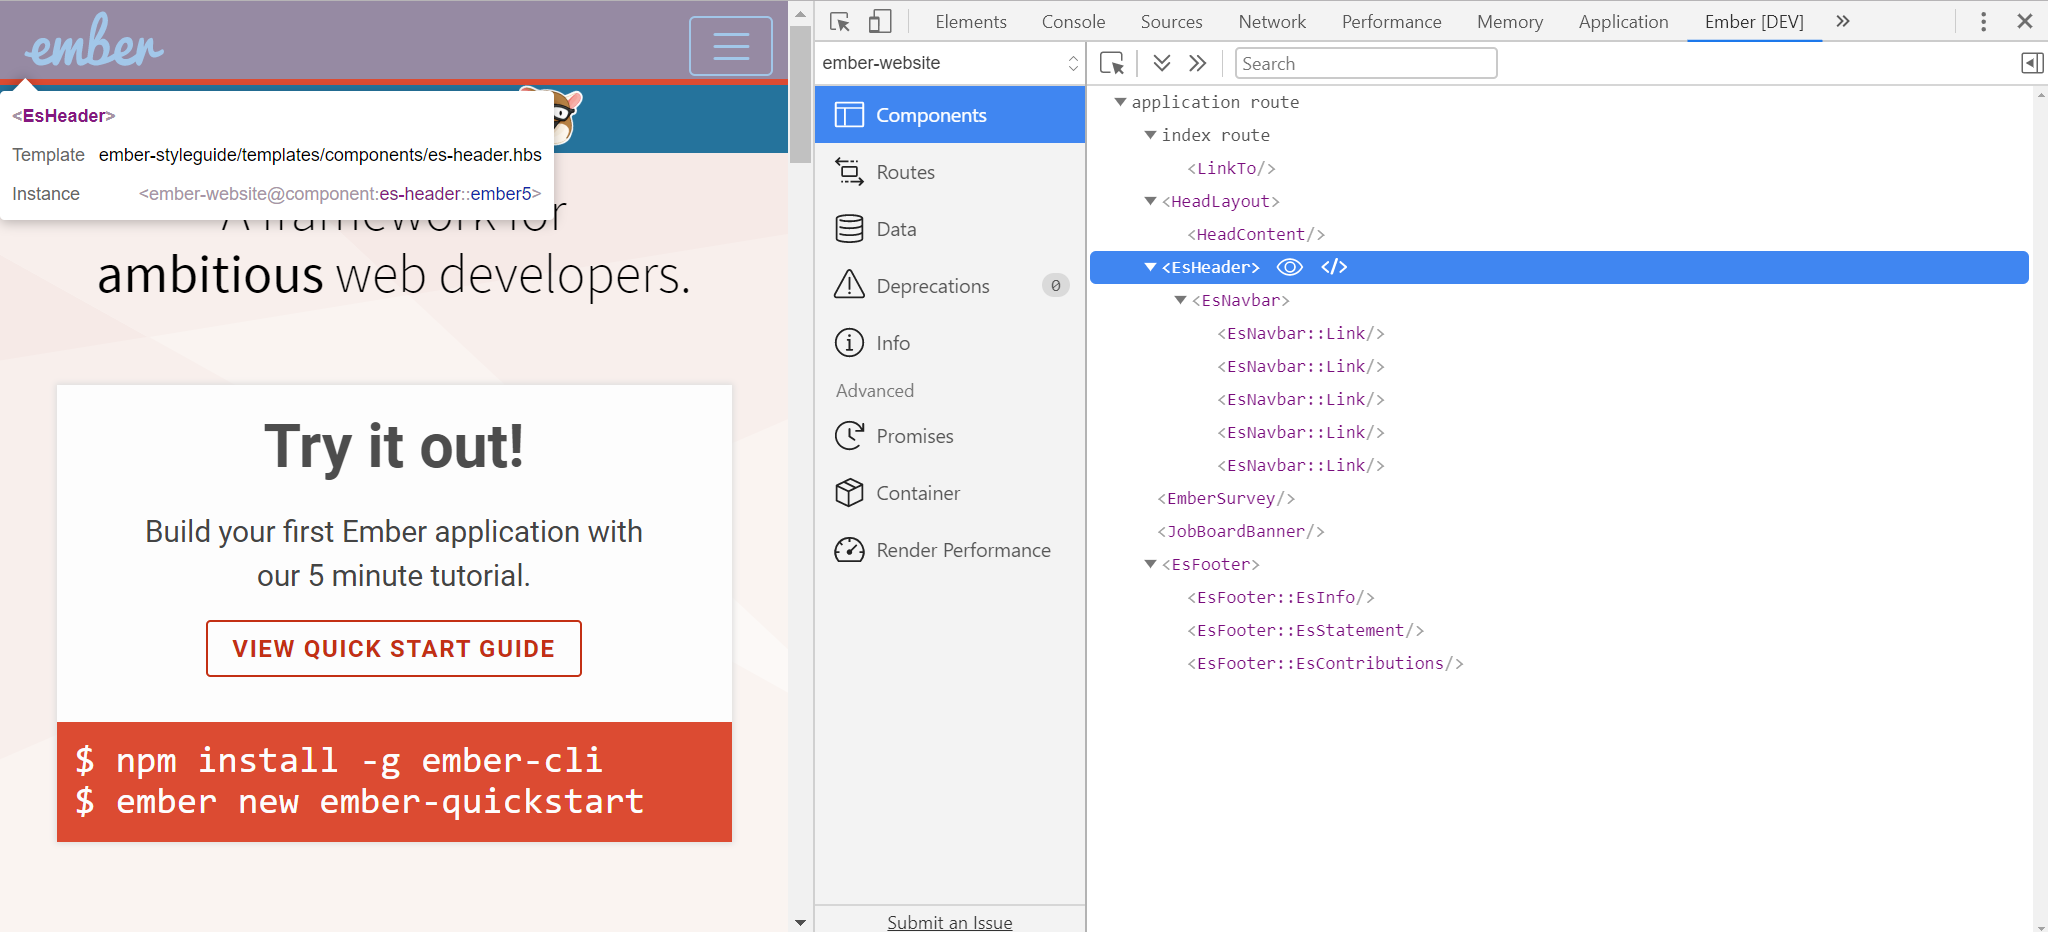 ember
<EsHeader>
Template ember-styleguide/templates/components/es-header.hbs
Instance <ember-website@component:es-header::ember5>
A framework for
ambitious web developers.
Try it out!
Build your first Ember application with
our 5 minute tutorial.
VIEW QUICK START GUIDE
$ npm install -g ember-cli
$ ember new ember-quickstart
Elements Console Sources Network Performance Memory Application Ember [DEV]
ember-website
Components
Routes
Data
Deprecations 0
Info
Advanced
Promises
Container
Render Performance
Submit an Issue
Search
application route
index route
<LinkTo/>
<HeadLayout>
<HeadContent/>
<EsHeader> </>
<EsNavbar>
<EsNavbar::Link/>
<EsNavbar::Link/>
<EsNavbar::Link/>
<EsNavbar::Link/>
<EsNavbar::Link/>
<EmberSurvey/>
<JobBoardBanner/>
<EsFooter>
<EsFooter::EsInfo/>
<EsFooter::EsStatement/>
<EsFooter::EsContributions/>